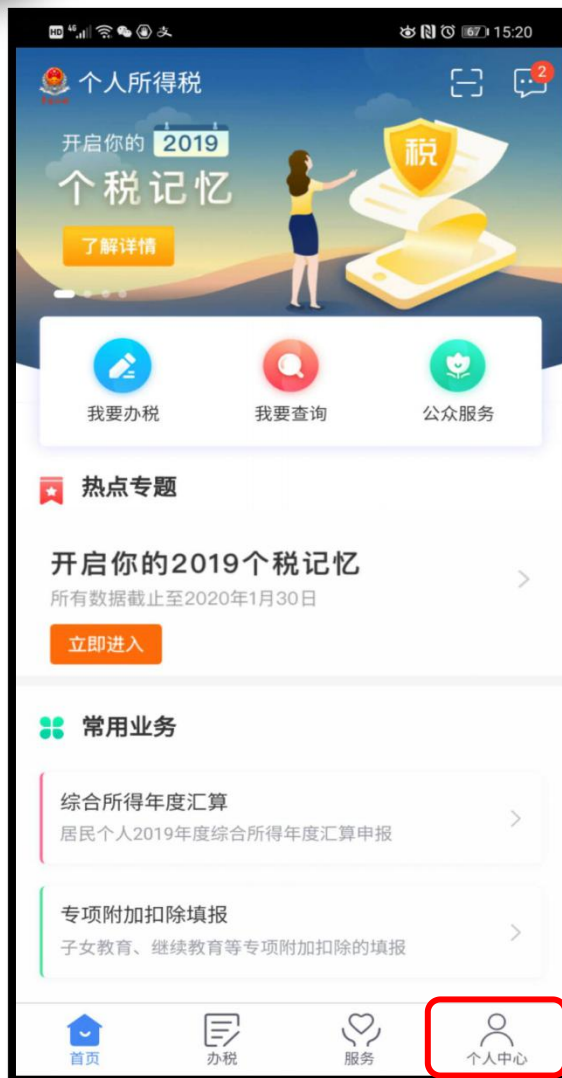 HD 46
67 15:20
个人所得税
2
开启你的 2019
税
个税记忆
了解详情
我要办税
我要查询
公众服务
热点专题
开启你的2019个税记忆
所有数据截止至2020年1月30日
立即进入
常用业务
综合所得年度汇算
居民个人2019年度综合所得年度汇算申报
专项附加扣除填报
子女教育、继续教育等专项附加扣除的填报
首页
办税
服务
个人中心